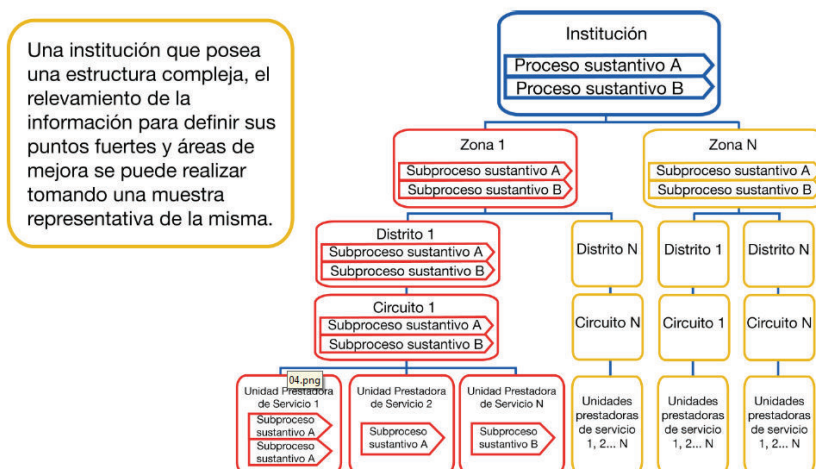 Una institución que posea
una estructura compleja, el
relevamiento de la
información para definir sus
puntos fuertes y áreas de
mejora se puede realizar
tomando una muestra
representativa de la misma.
Institución
Proceso sustantivo A
Proceso sustantivo B
Zona 1
Subproceso sustantivo A
Subproceso sustantivo B
Zona N
Subproceso sustantivo A
Subproceso sustantivo B
Distrito 1
Subproceso sustantivo A
Subproceso sustantivo B
Distrito N
Distrito 1
Distrito N
Circuito 1
Subproceso sustantivo A
Subproceso sustantivo B
Circuito N
Circuito 1
Circuito N
04.png
Unidad Prestadora
de Servicio 1
Subproceso
sustantivo A
Subproceso
sustantivo A
Unidad Prestadora
de Servicio 2
Subproceso
sustantivo A
Unidad Prestadora
de Servicio N
Subproceso
sustantivo B
Unidades
prestadoras
de servicio
1, 2... N
Unidades
prestadoras
de servicio
1, 2... N
Unidades
prestadoras
de servicio
1, 2... N